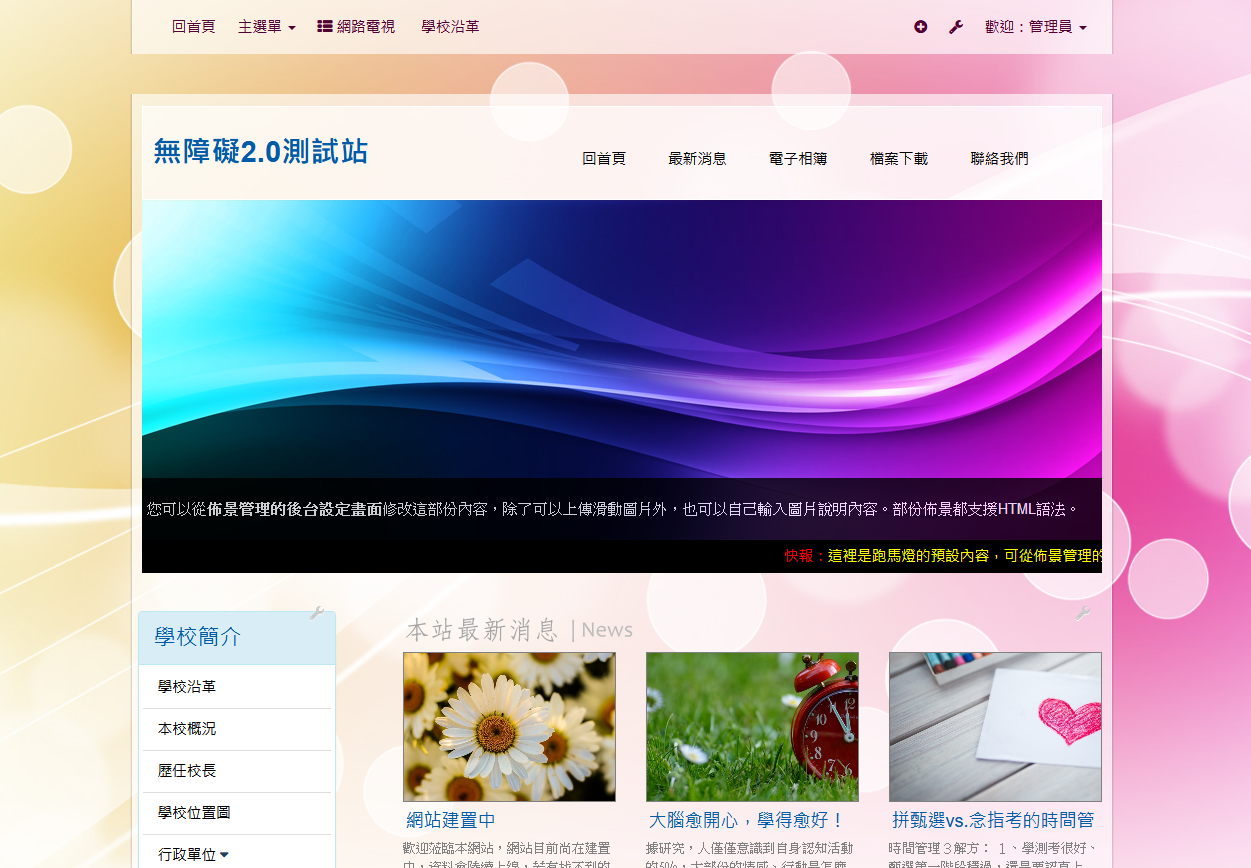 回首頁 主選單 網路電視 學校沿革 歡迎：管理員
無障礙2.0測試站
回首頁 最新消息 電子相簿 檔案下載 聯絡我們
您可以從佈景管理的後台設定畫面修改這部份內容，除了可以上傳滑動圖片外，也可以自己輸入圖片說明內容。部份佈景都支援HTML語法。
快報：這裡是跑馬燈的預設內容，可從佈景管理的
學校簡介
學校沿革
本校概況
歷任校長
學校位置圖
行政單位
本站最新消息 | News
網站建置中
歡迎蒞臨本網站，網站目前尚在建置
中，資料會陸續上線，若有找不到的
大腦愈開心，學得愈好！
據研究，人僅僅意識到自身認知活動
的5%，大部份的情感、行動是怎麼
拼甄選vs.念指考的時間管
時間管理３解方： １、學測考很好、
甄選第一階段穩過，還是要認真上